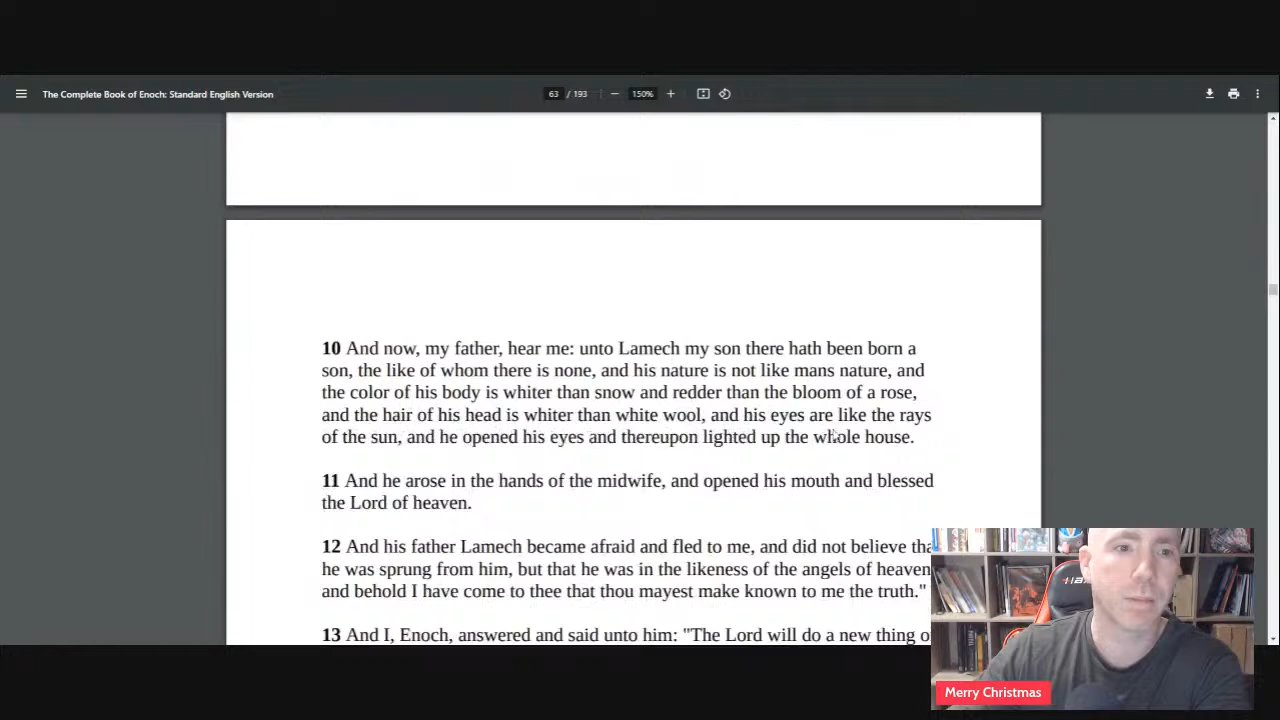 The Complete Book of Enoch: Standard English Version
63 / 193
150%
10 And now, my father, hear me: unto Lamech my son there hath been born a
son, the like of whom there is none, and his nature is not like mans nature, and
the color of his body is whiter than snow and redder than the bloom of a rose,
and the hair of his head is whiter than white wool, and his eyes are like the rays
of the sun, and he opened his eyes and thereupon lighted up the whole house.
11 And he arose in the hands of the midwife, and opened his mouth and blessed
the Lord of heaven.
12 And his father Lamech became afraid and fled to me, and did not believe tha
he was sprung from him, but that he was in the likeness of the angels of heaven
and behold I have come to thee that thou mayest make known to me the truth."
13 And I, Enoch, answered and said unto him: "The Lord will do a new thing o
Merry Christmas